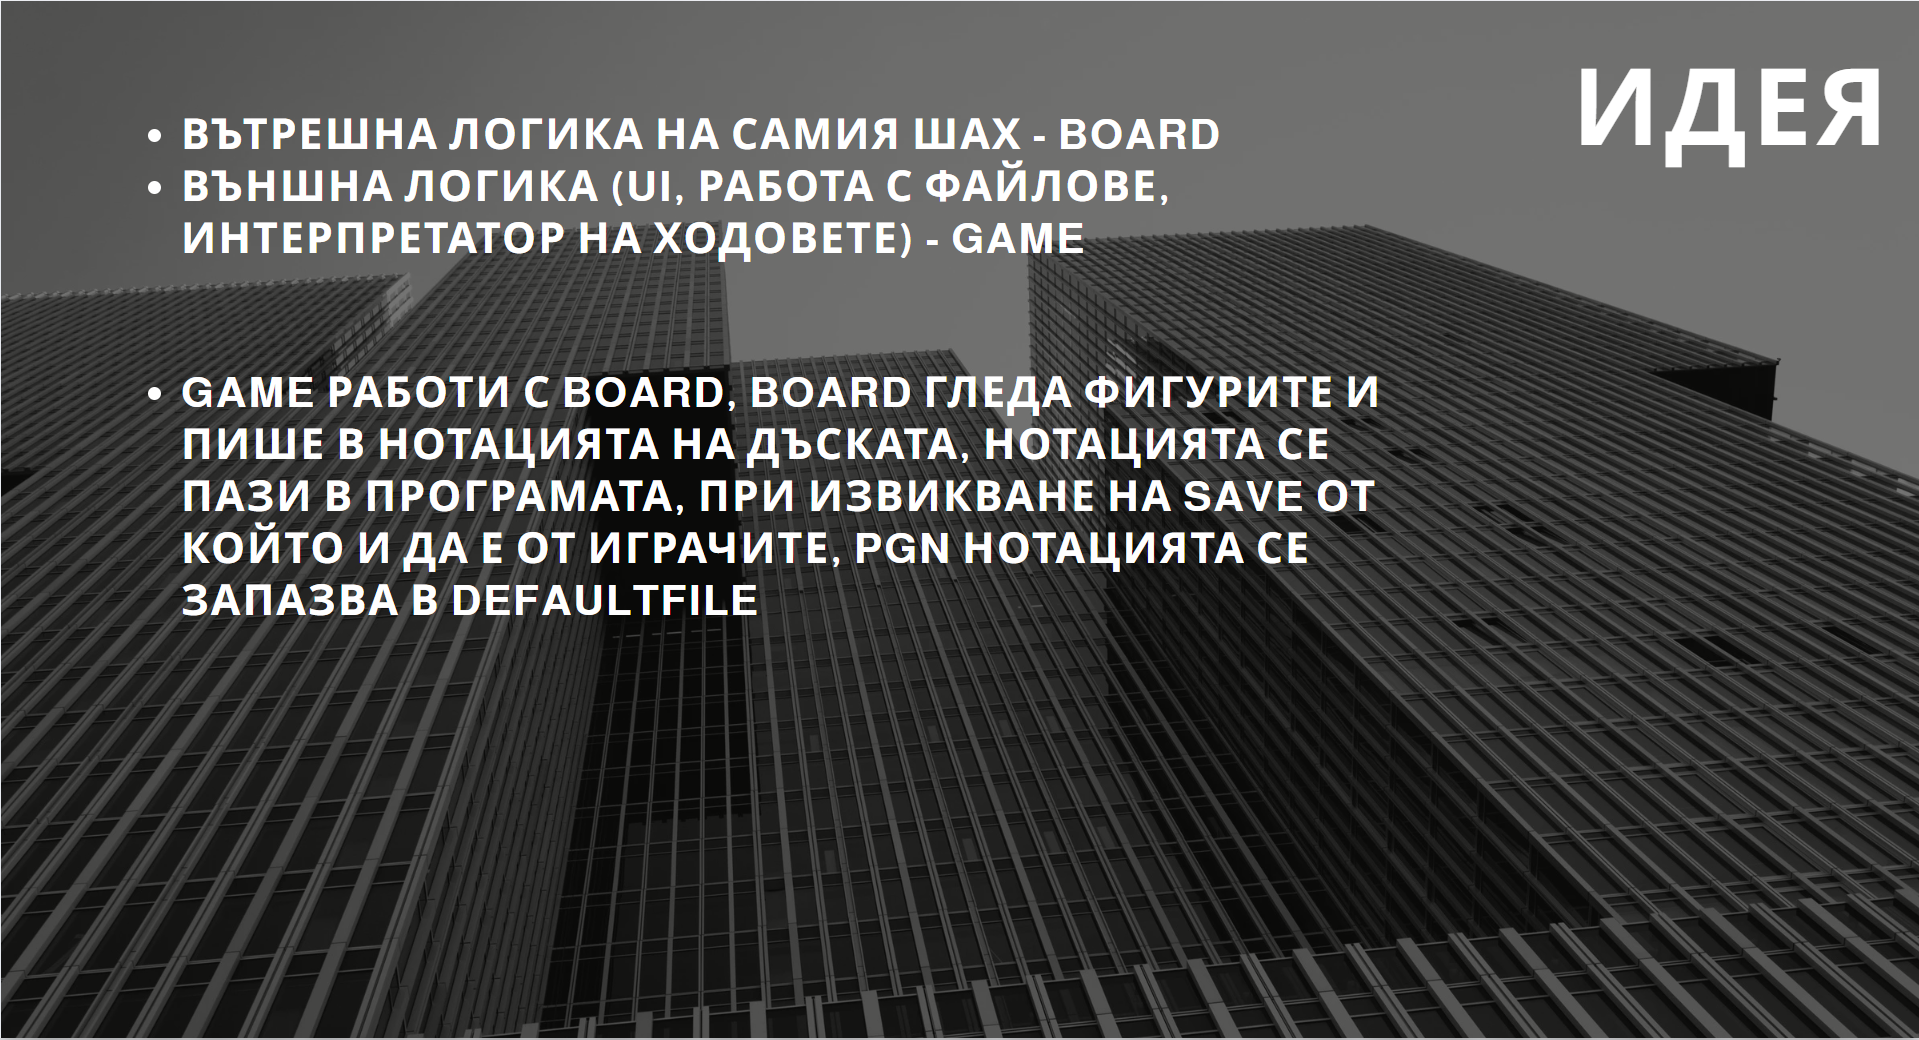 ИДЕЯ
ВЪТРЕШНА ЛОГИКА НА САМИЯ ШАХ - BOARD
ВЪНШНА ЛОГИКА (UI, РАБОТА С ФАЙЛОВЕ,
ИНТЕРПРЕТАТОР НА ХОДОВЕТЕ) - GAME
GAME РАБОТИ С BOARD, BOARD ГЛЕДА ФИГУРИТЕ И
ПИШЕ В НОТАЦИЯТА НА ДЪСКАТА, НОТАЦИЯТА СЕ
ПАЗИ В ПРОГРАМАТА, ПРИ ИЗВИКВАНЕ НА SAVE ОТ
КОЙТО И ДА Е ОТ ИГРАЧИТЕ, PGN НОТАЦИЯТА СЕ
ЗАПАЗВА В DEFAULTFILE